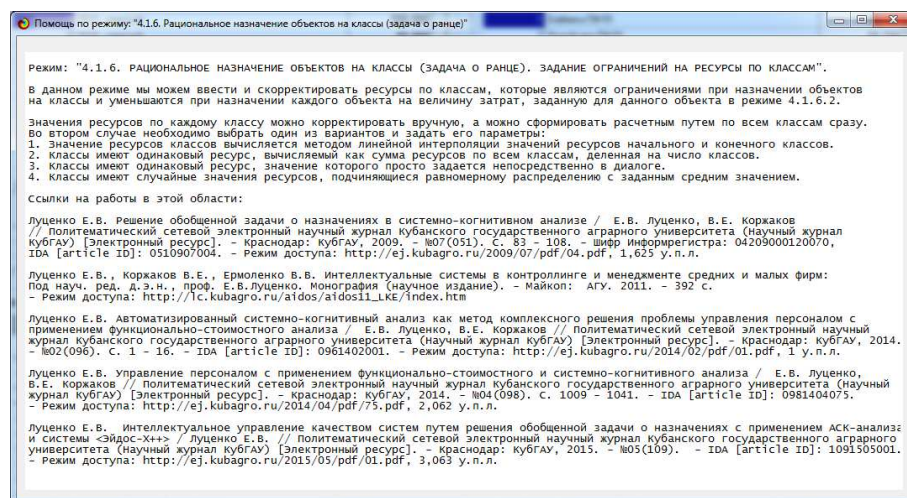 Помощь по режиму: "4.1.6. Рациональное назначение объектов на классы (задача о ранце)"
Режим: "4.1.6. РАЦИОНАЛЬНОЕ НАЗНАЧЕНИЕ ОБЪЕКТОВ НА КЛАССЫ (ЗАДАЧА О РАНЦЕ). ЗАДАНИЕ ОГРАНИЧЕНИЙ НА РЕСУРСЫ ПО КЛАССАМ".
В данном режиме мы можем ввести и скорректировать ресурсы по классам, которые являются ограничениями при назначении объектов
на классы и уменьшаются при назначении каждого объекта на величину затрат, заданную для данного объекта в режиме 4.1.6.2.
Значения ресурсов по каждому классу можно корректировать вручную, а можно сформировать расчетным путем по всем классам сразу.
Во втором случае необходимо выбрать один из вариантов и задать его параметры:
1. Значение ресурсов классов вычисляется методом линейной интерполяции значений ресурсов начального и конечного классов.
2. Классы имеют одинаковый ресурс, вычисляемый как сумма ресурсов по всем классам, деленная на число классов.
3. Классы имеют одинаковый ресурс, значение которого просто задается непосредственно в диалоге.
4. Классы имеют случайные значения ресурсов, подчиняющиеся равномерному распределению с заданным средним значением.
Ссылки на работы в этой области:
Луценко Е.В. Решение обобщенной задачи о назначениях в системно-когнитивном анализе / Е.В. Луценко, В.Е. Коржаков
// Политематический сетевой электронный научный журнал Кубанского государственного аграрного университета (Научный журнал
КубГАУ) [Электронный ресурс]. – Краснодар: КубГАУ, 2009. – №07(051). С. 83 – 108. – Шифр Информрегистра: 04209000120070,
IDA [article ID]: 0510907004. – Режим доступа: http://ej.kubagro.ru/2009/07/pdf/04.pdf, 1,625 у.п.л.
Луценко Е.В., Коржаков В.Е., Ермоленко В.В. Интеллектуальные системы в контроллинге и менеджменте средних и малых фирм:
Под науч. ред. д.э.н., проф. Е.В.Луценко. Монография (научное издание). – Майкоп: АГУ. 2011. – 392 с.
– Режим доступа: http://lc.kubagro.ru/aidos/aidos11_LKE/index.htm
Луценко Е.В. Автоматизированный системно-когнитивный анализ как метод комплексного решения проблемы управления персоналом с
применением функционально-стоимостного анализа / Е.В. Луценко, В.Е. Коржаков // Политематический сетевой электронный научный
журнал Кубанского государственного аграрного университета (Научный журнал КубГАУ) [Электронный ресурс]. – Краснодар: КубГАУ, 2014.
– №02(096). С. 1 – 16. – IDA [article ID]: 0961402001. – Режим доступа: http://ej.kubagro.ru/2014/02/pdf/01.pdf, 1 у.п.л.
Луценко Е.В. Управление персоналом с применением функционально-стоимостного и системно-когнитивного анализа / Е.В. Луценко,
В.Е. Коржаков // Политематический сетевой электронный научный журнал Кубанского государственного аграрного университета (Научный
журнал КубГАУ) [Электронный ресурс]. – Краснодар: КубГАУ, 2014. – №04(098). С. 1009 – 1041. – IDA [article ID]: 0981404075.
– Режим доступа: http://ej.kubagro.ru/2014/04/pdf/75.pdf, 2,062 у.п.л.
Луценко Е.В. Интеллектуальное управление качеством систем путем решения обобщенной задачи о назначениях с применением АСК-анализа
и системы <Эйдос-Х++> / Луценко Е.В. // Политематический сетевой электронный научный журнал Кубанского государственного аграрного
университета (Научный журнал КубГАУ) [Электронный ресурс]. – Краснодар: КубГАУ, 2015. – №05(109). – IDA [article ID]: 1091505001.
– Режим доступа: http://ej.kubagro.ru/2015/05/pdf/01.pdf, 3,063 у.п.л.